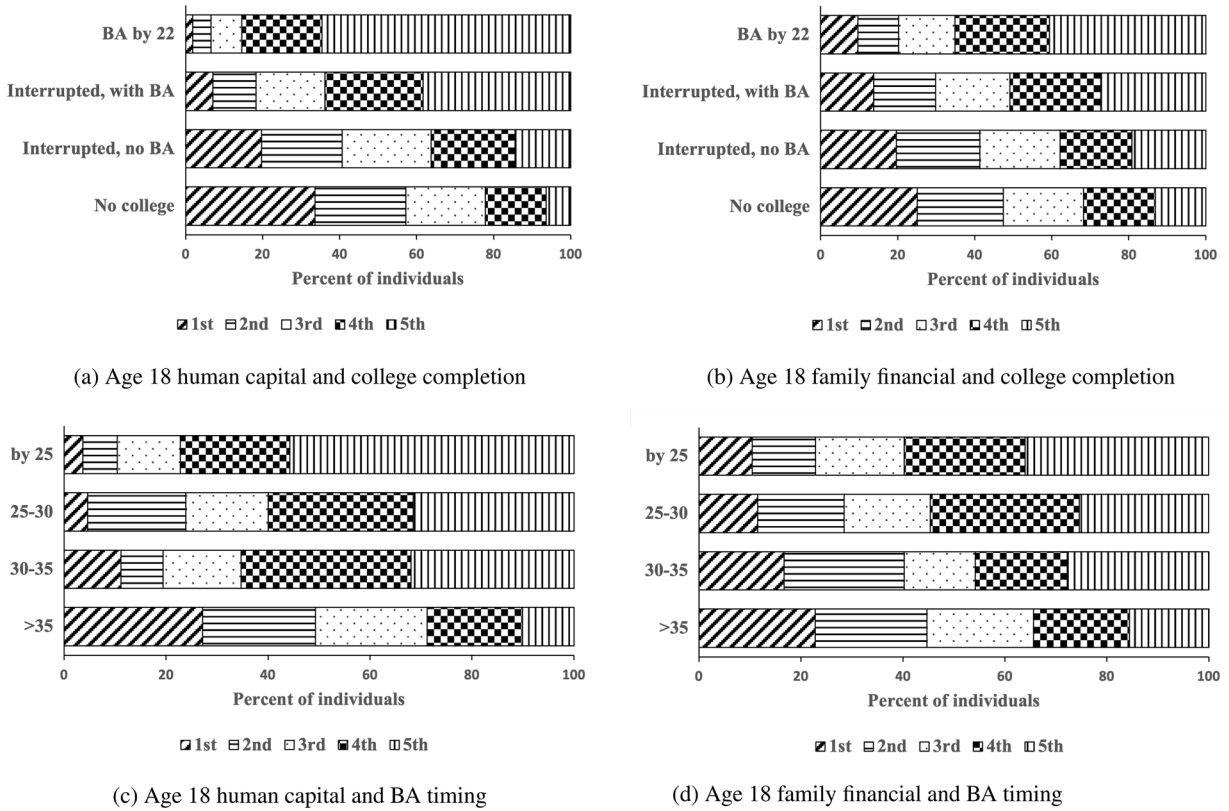 BA by 22
Interrupted, with BA
Interrupted, no BA
No college
0 20 40 60 80 100
Percent of individuals
1st 2nd 3rd 4th 5th
(a) Age 18 human capital and college completion
BA by 22
Interrupted, with BA
Interrupted, no BA
No college
0 20 40 60 80 100
Percent of individuals
1st 2nd 3rd 4th 5th
(b) Age 18 family financial and college completion
by 25
25-30
30-35
>35
0 20 40 60 80 100
Percent of individuals
1st 2nd 3rd 4th 5th
(c) Age 18 human capital and BA timing
by 25
25-30
30-35
>35
0 20 40 60 80 100
Percent of individuals
1st 2nd 3rd 4th 5th
(d) Age 18 family financial and BA timing